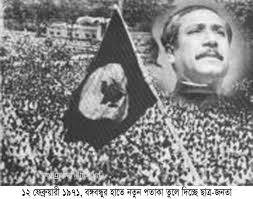 ১২ ফেব্রুয়ারী ১৯৭১, বঙ্গবন্ধুর হাতে নতুন পতাকা তুলে দিচ্ছে ছাত্র-জনতা